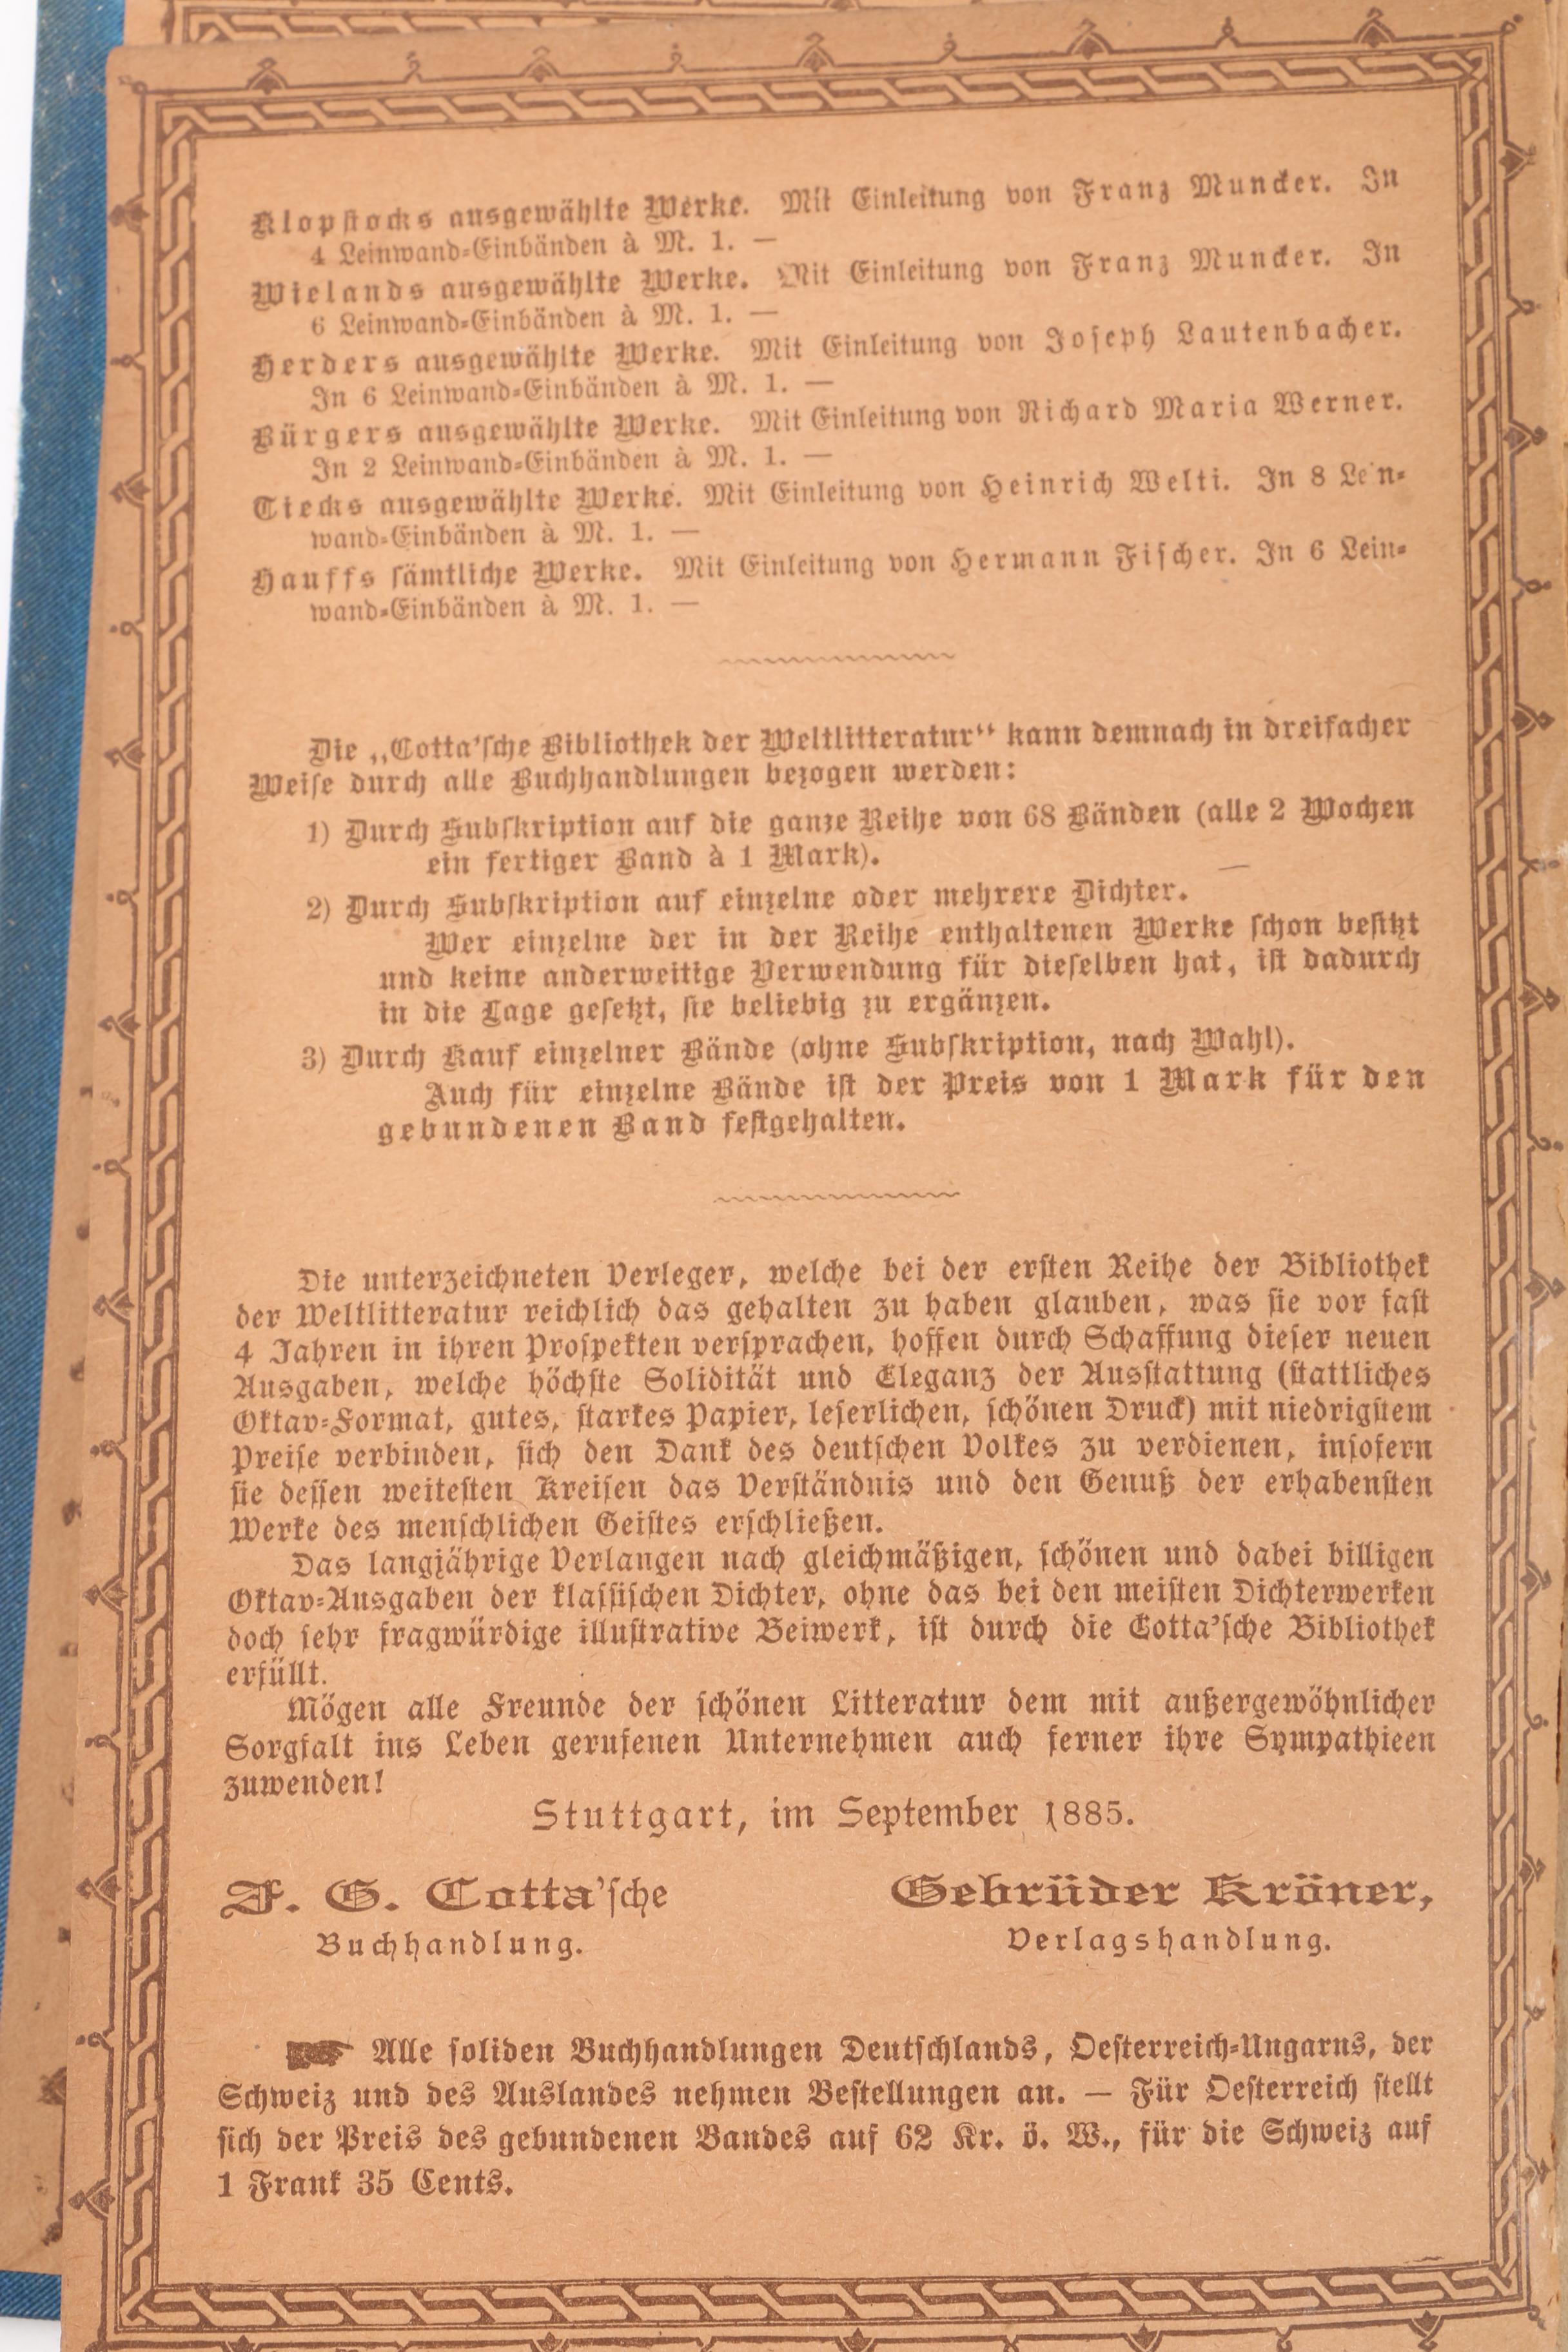 Klopstocks ausgewählte Werke. Mit Einleitung von Franz Muncker. In
4 Leinwand-Einbänden à M. 1. —
Wielands ausgewählte Werke. Mit Einleitung von Franz Muncker. In
6 Leinwand-Einbänden à M. 1. —
Herders ausgewählte Werke. Mit Einleitung von Joseph Lautenbacher.
In 6 Leinwand-Einbänden à M. 1. —
Bürgers ausgewählte Werke. Mit Einleitung von Richard Maria Werner.
In 2 Leinwand-Einbänden à M. 1. —
Tiecks ausgewählte Werke. Mit Einleitung von Heinrich Welti. In 8 Lein-
wand-Einbänden à M. 1. —
Hauffs sämtliche Werke. Mit Einleitung von Hermann Fischer. In 6 Lein-
wand-Einbänden à M. 1. —
Die „Cotta'sche Bibliothek der Weltlitteratur“ kann demnach in dreifacher
Weise durch alle Buchhandlungen bezogen werden:
1) Durch Subskription auf die ganze Reihe von 68 Bänden (alle 2 Wochen
ein fertiger Band à 1 Mark).
2) Durch Subskription auf einzelne oder mehrere Dichter.
Wer einzelne der in der Reihe enthaltenen Werke schon besitzt
und keine anderweitige Verwendung für dieselben hat, ist dadurch
in die Lage gesetzt, sie beliebig zu ergänzen.
3) Durch Kauf einzelner Bände (ohne Subskription, nach Wahl).
Auch für einzelne Bände ist der Preis von 1 Mark für den
gebundenen Band festgehalten.
Die unterzeichneten Verleger, welche bei der ersten Reihe der Bibliothek
der Weltlitteratur reichlich das gehalten zu haben glauben, was sie vor fast
4 Jahren in ihren Prospekten versprachen, hoffen durch Schaffung dieser neuen
Ausgaben, welche höchste Solidität und Eleganz der Ausstattung (stattliches
Oktav-Format, gutes, starkes Papier, leserlichen, schönen Druck) mit niedrigstem
Preise verbinden, sich den Dank des deutschen Volkes zu verdienen, insofern
sie dessen weitesten Kreisen das Verständnis und den Genuß der erhabensten
Werke des menschlichen Geistes erschließen.
Das langjährige Verlangen nach gleichmäßigen, schönen und dabei billigen
Oktav-Ausgaben der klassischen Dichter, ohne das bei den meisten Dichterwerken
doch sehr fragwürdige illustrative Beiwerk, ist durch die Cotta'sche Bibliothek
erfüllt.
Mögen alle Freunde der schönen Litteratur dem mit außergewöhnlicher
Sorgfalt ins Leben gerufenen Unternehmen auch ferner ihre Sympathieen
zuwenden!
Stuttgart, im September 1885.
J. G. Cotta'sche
Buchhandlung.
Gebrüder Kröner,
Verlagshandlung.
Alle soliden Buchhandlungen Deutschlands, Oesterreich-Ungarns, der
Schweiz und des Auslandes nehmen Bestellungen an. — Für Oesterreich stellt
sich der Preis des gebundenen Bandes auf 62 Kr. ö. W., für die Schweiz auf
1 Frank 35 Cents.